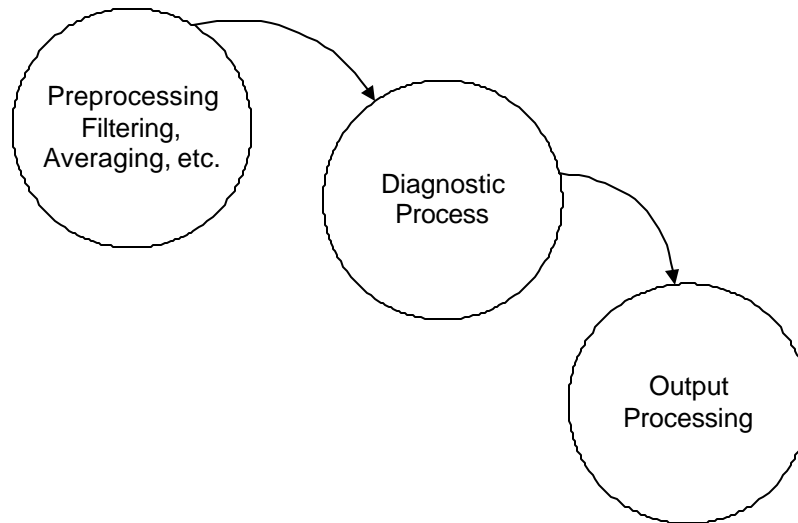 Preprocessing
Filtering,
Averaging, etc.
Diagnostic
Process
Output
Processing